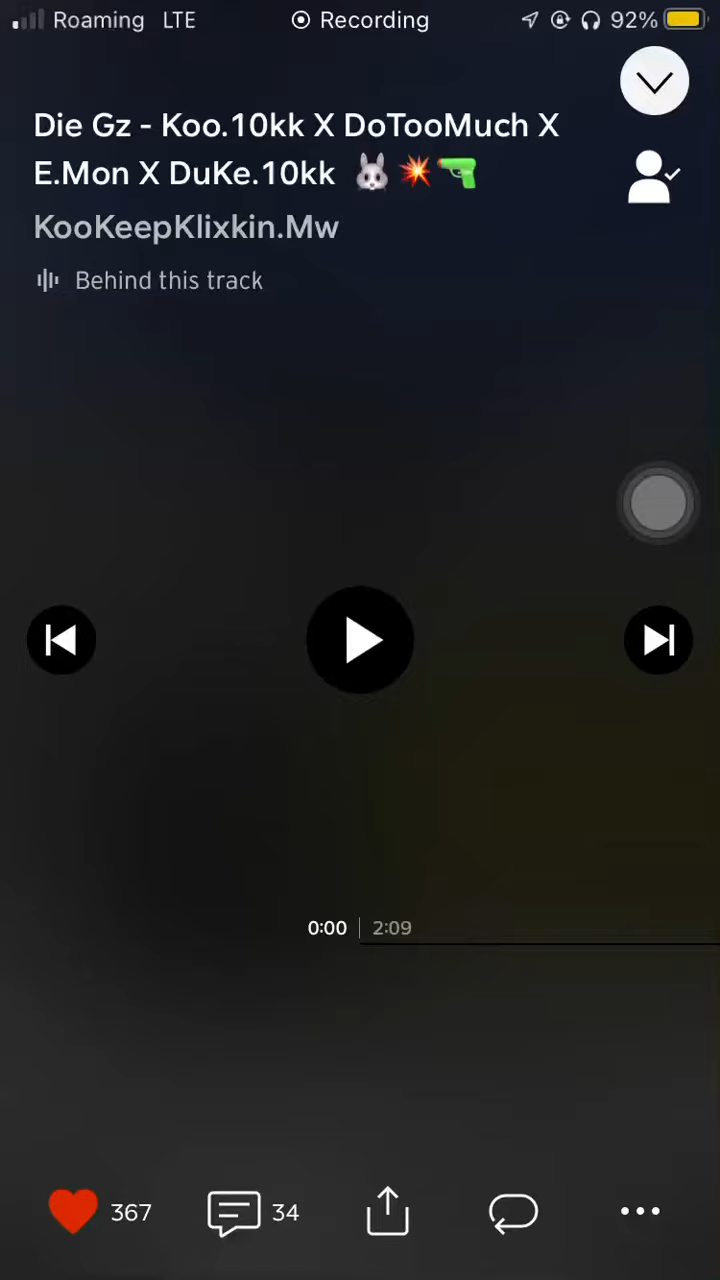 Roaming LTE Recording 92%
Die Gz - Koo.10kk X DoTooMuch X
E.Mon X DuKe.10kk 🐰💥🔫
KooKeepKlixkin.Mw
Behind this track
0:00 2:09
367 34